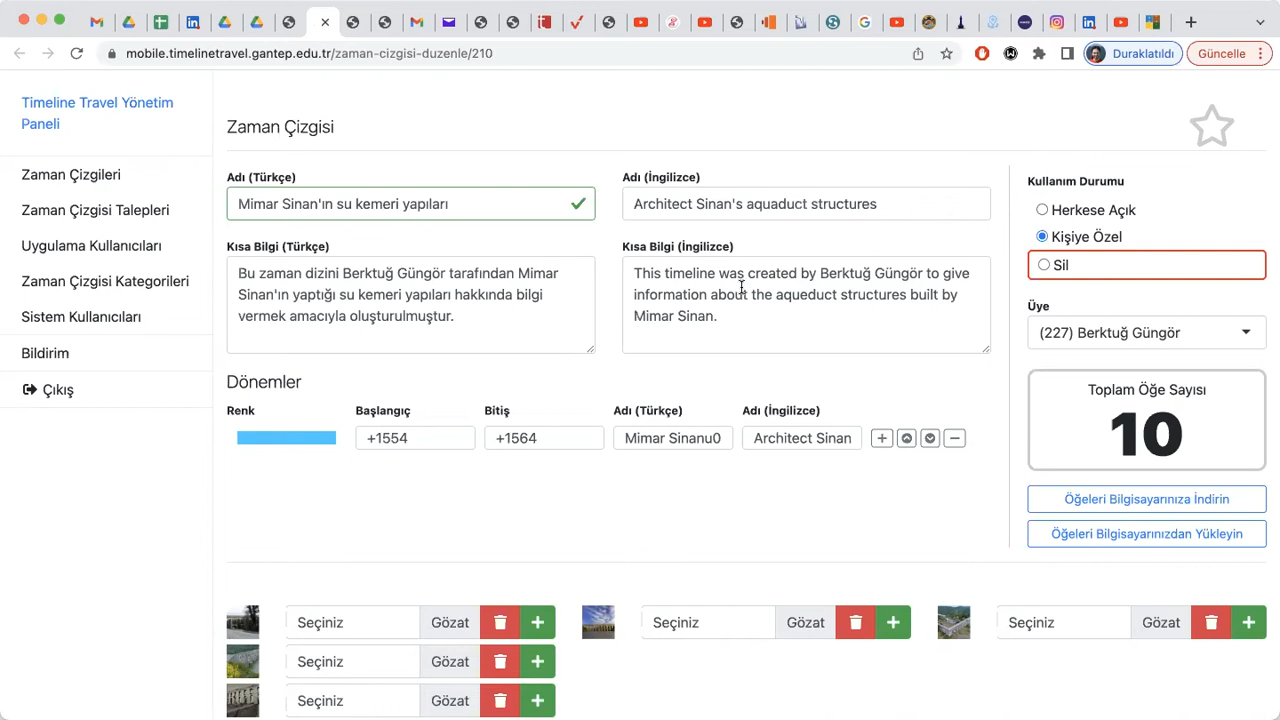 mobile.timelinetravel.gantep.edu.tr/zaman-cizgisi-duzenle/210
Duraklatıldı
Güncelle
Timeline Travel Yönetim
Paneli
Zaman Çizgileri
Zaman Çizgisi Talepleri
Uygulama Kullanıcıları
Zaman Çizgisi Kategorileri
Sistem Kullanıcıları
Bildirim
Çıkış
Zaman Çizgisi
Adı (Türkçe)
Mimar Sinan'ın su kemeri yapıları
Adı (İngilizce)
Architect Sinan's aquaduct structures
Kısa Bilgi (Türkçe)
Bu zaman dizini Berktuğ Güngör tarafından Mimar
Sinan'ın yaptığı su kemeri yapıları hakkında bilgi
vermek amacıyla oluşturulmuştur.
Kısa Bilgi (İngilizce)
This timeline was created by Berktuğ Güngör to give
information about the aqueduct structures built by
Mimar Sinan.
Kullanım Durumu
Herkese Açık
Kişiye Özel
Sil
Üye
(227) Berktuğ Güngör
Toplam Öğe Sayısı
10
Öğeleri Bilgisayarınıza İndirin
Öğeleri Bilgisayarınızdan Yükleyin
Dönemler
Renk Başlangıç Bitiş Adı (Türkçe) Adı (İngilizce)
+1554 +1564 Mimar Sinanu0 Architect Sinan
Seçiniz Gözat Seçiniz Gözat Seçiniz Gözat
Seçiniz Gözat
Seçiniz Gözat